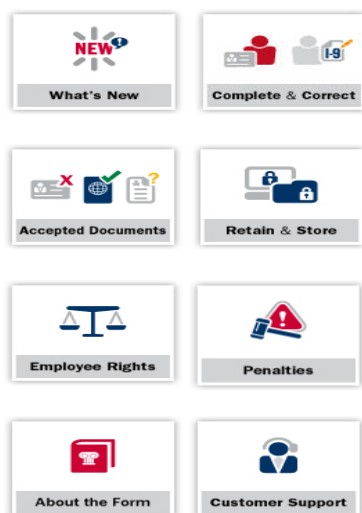 NEW!
What's New
I-9
Complete & Correct
?
Accepted Documents
Retain & Store
Employee Rights
!
Penalties
About the Form
Customer Support